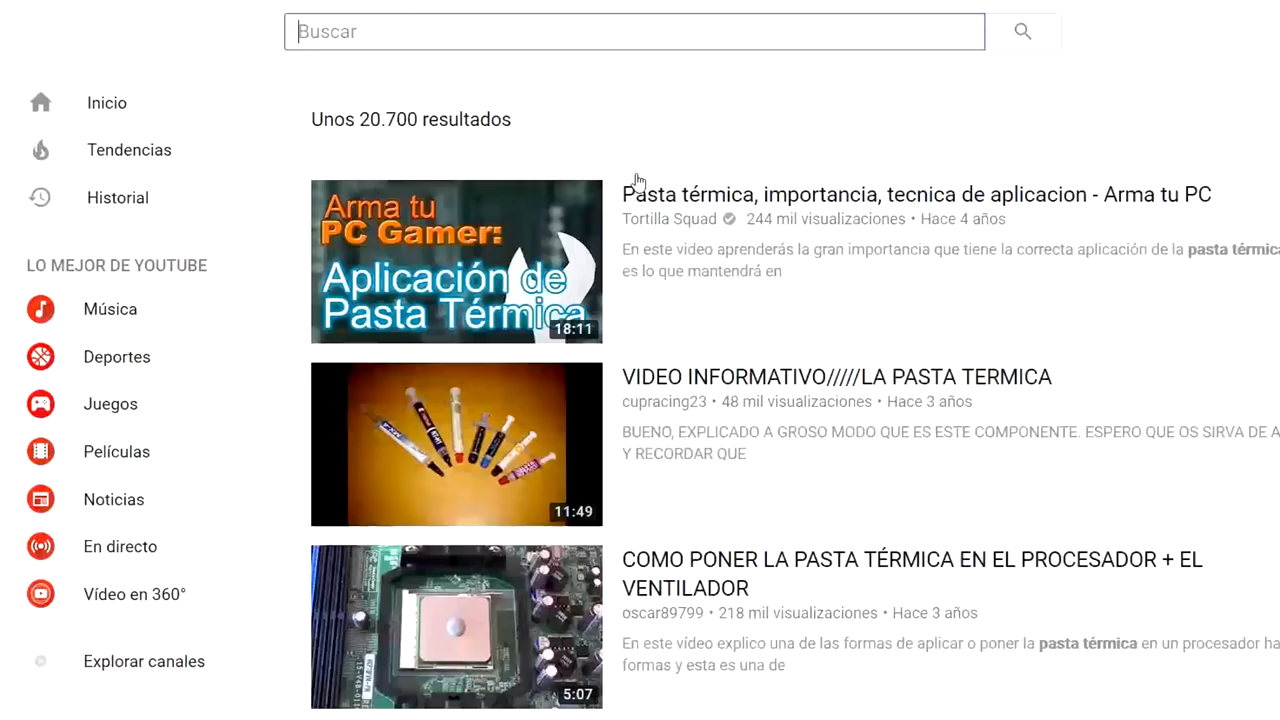 Buscar
Inicio
Tendencias
Historial
LO MEJOR DE YOUTUBE
Música
Deportes
Juegos
Películas
Noticias
En directo
Vídeo en 360°
Explorar canales
Unos 20.700 resultados
Arma tu
PC Gamer:
Aplicación de
Pasta Térmica
18:11
Pasta térmica, importancia, tecnica de aplicacion - Arma tu PC
Tortilla Squad 244 mil visualizaciones • Hace 4 años
En este video aprenderás la gran importancia que tiene la correcta aplicación de la pasta térmica
es lo que mantendrá en
11:49
VIDEO INFORMATIVO/////LA PASTA TERMICA
cupracing23 • 48 mil visualizaciones • Hace 3 años
BUENO, EXPLICADO A GROSO MODO QUE ES ESTE COMPONENTE. ESPERO QUE OS SIRVA DE
Y RECORDAR QUE
5:07
COMO PONER LA PASTA TÉRMICA EN EL PROCESADOR + EL
VENTILADOR
oscar89799 • 218 mil visualizaciones • Hace 3 años
En este vídeo explico una de las formas de aplicar o poner la pasta térmica en un procesador
formas y esta es una de